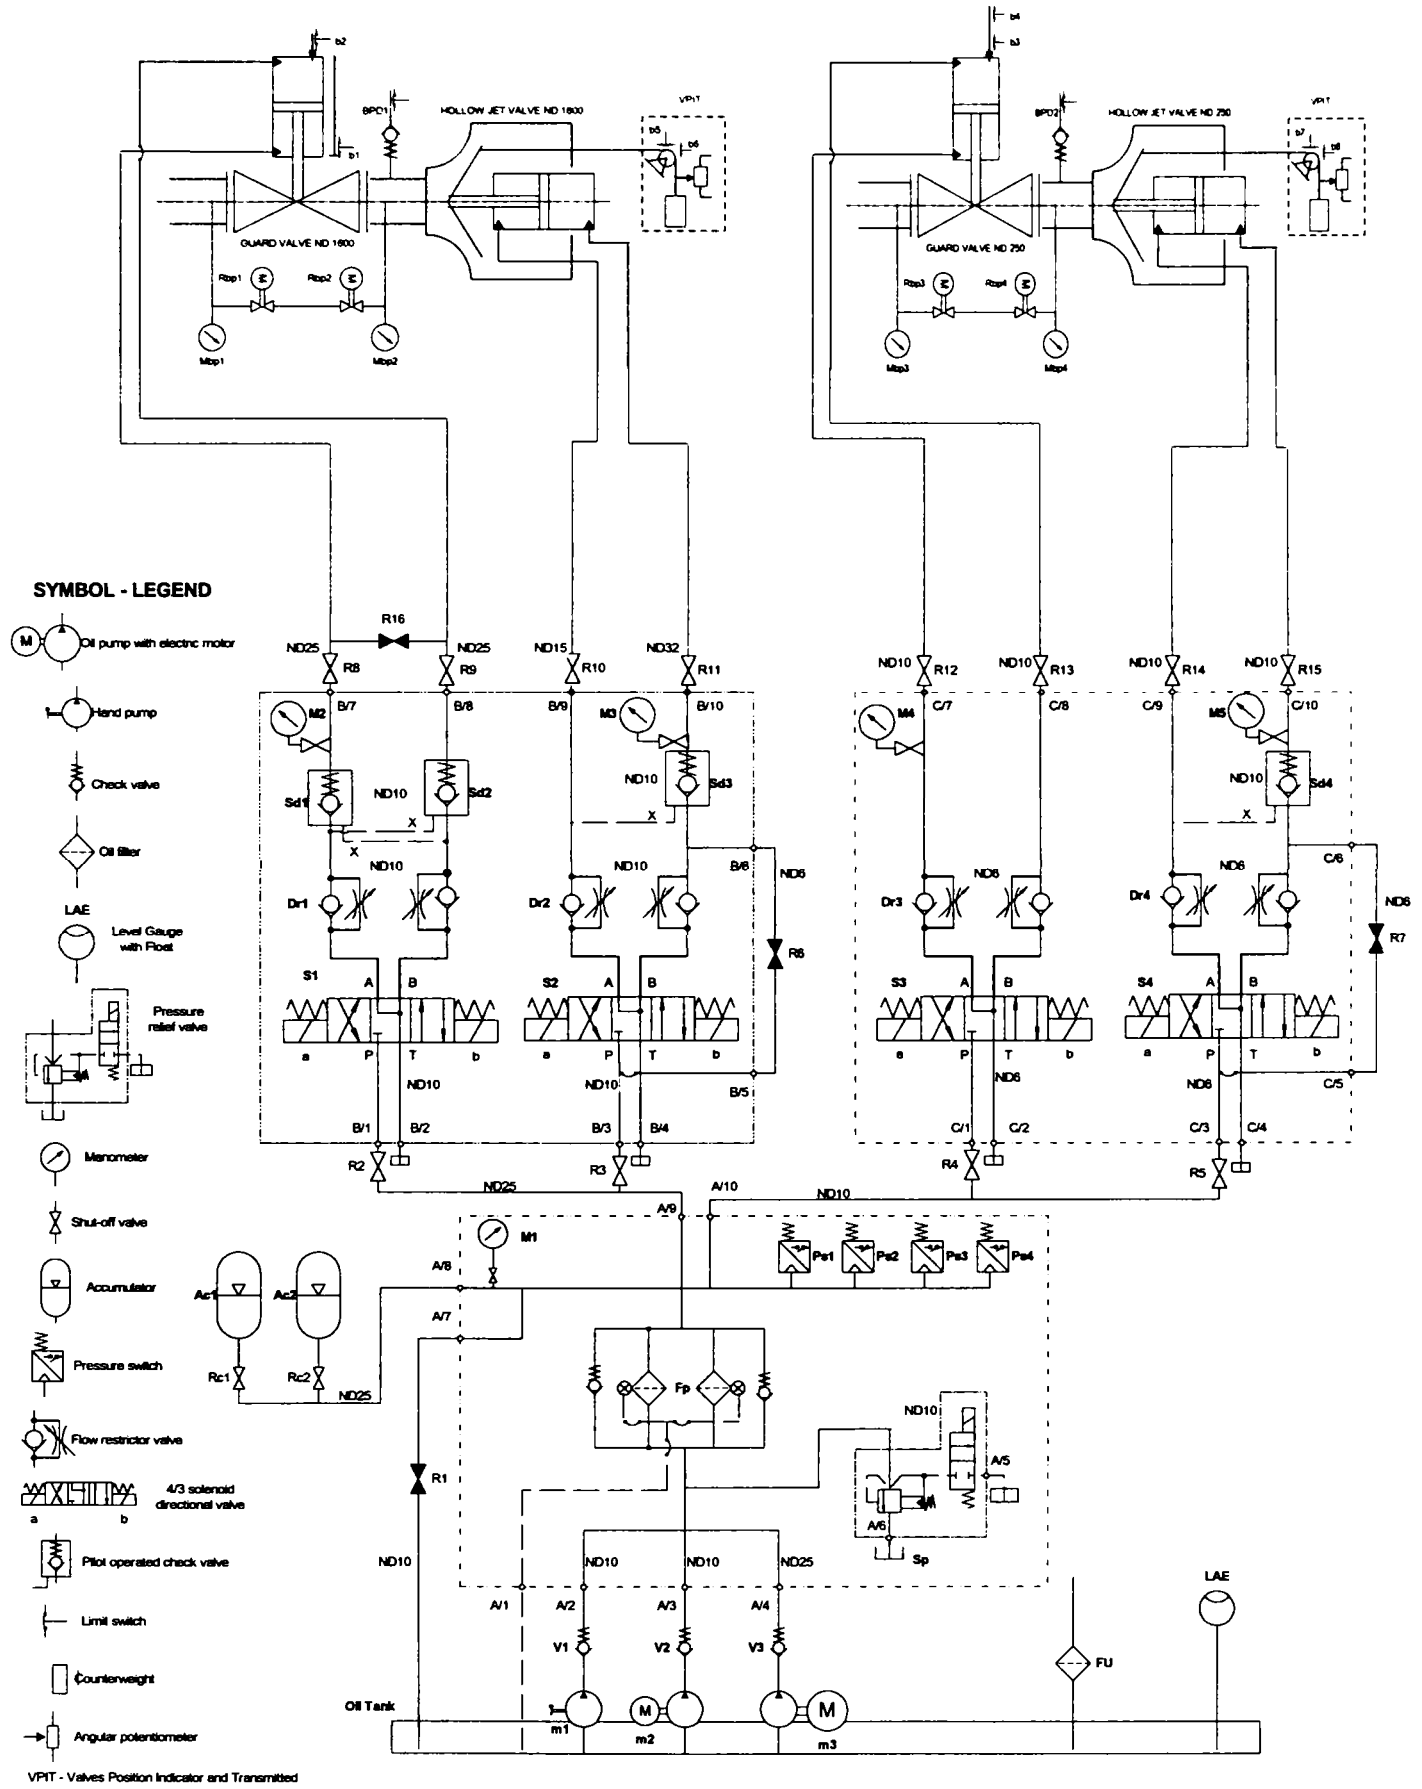 b2
b4
b3
BPD1
HOLLOW JET VALVE ND 1600
VPIT
b5
b6
b1
BPD2
HOLLOW JET VALVE ND 250
VPIT
b7
b8
GUARD VALVE ND 1600
GUARD VALVE ND 250
Rbp1
M
Rbp2
M
Rbp3
M
Rbp4
M
Mbp1
Mbp2
Mbp3
Mbp4
SYMBOL - LEGEND
M
Oil pump with electric motor
Hand pump
Check valve
Oil filter
LAE
Level Gauge
with Float
Pressure
relief valve
Manometer
Shut-off valve
Accumulator
Pressure switch
Flow restrictor valve
4/3 solenoid
directional valve
a
b
Pilot operated check valve
Limit switch
Counterweight
Angular potentiometer
VPIT - Valves Position Indicator and Transmitted
R16
ND25
R8
ND25
R9
ND15
R10
ND32
R11
ND10
R12
ND10
R13
ND10
R14
ND10
R15
B/7
B/8
B/9
B/10
C/7
C/8
C/9
C/10
M2
M3
M4
M5
Sd1
ND10
Sd2
ND10
Sd3
ND10
Sd4
X
X
X
X
ND10
ND10
ND6
ND6
B/6
ND6
C/6
ND6
Dr1
Dr2
Dr3
Dr4
R6
R7
S1
A
B
S2
A
B
S3
A
B
S4
A
B
a
P
T
b
a
P
T
b
a
P
T
b
a
P
T
b
ND10
ND10
ND6
ND6
B/5
C/5
B/1
B/2
B/3
B/4
C/1
C/2
C/3
C/4
R2
R3
R4
R5
ND25
A/10
ND10
A/9
M1
Ps1
Ps2
Ps3
Ps4
A/8
A/7
Ac1
Ac2
Rc1
Rc2
ND25
Fp
ND10
A/5
R1
A/6
Sp
ND10
ND10
ND10
ND25
A/1
A/2
A/3
A/4
V1
V2
V3
LAE
FU
Oil Tank
m1
M
m2
M
m3